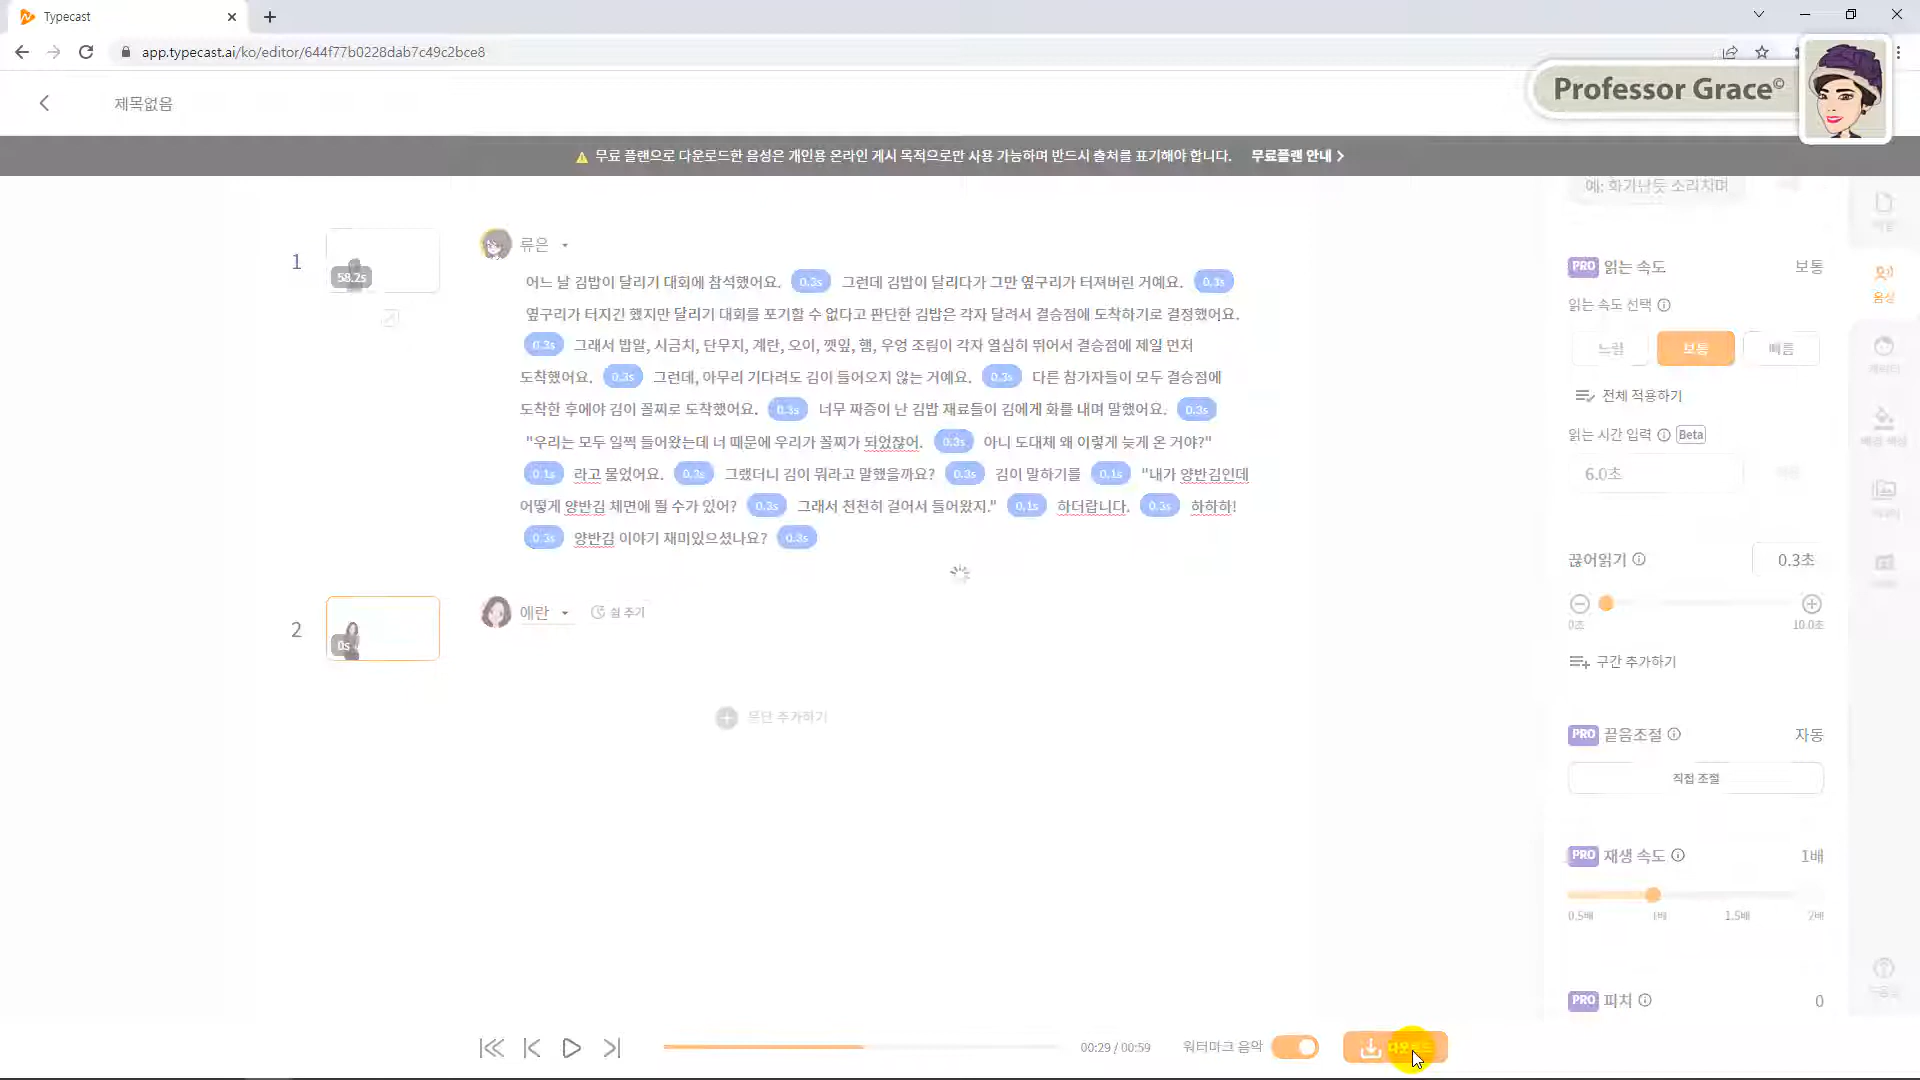 Typecast
app.typecast.ai/ko/editor/644f77b0228dab7c49c2bce8
Professor Grace©
제목없음
무료 플랜으로 다운로드한 음성은 개인용 온라인 게시 목적으로만 사용 가능하며 반드시 출처를 표기해야 합니다. 무료플랜 안내
예: 화가난듯 소리치며
1
58.2s
류은
어느 날 김밥이 달리기 대회에 참석했어요. 0.3s 그런데 김밥이 달리다가 그만 옆구리가 터져버린 거예요. 0.3s
옆구리가 터지긴 했지만 달리기 대회를 포기할 수 없다고 판단한 김밥은 각자 달려서 결승점에 도착하기로 결정했어요.
0.3s 그래서 밥알, 시금치, 단무지, 계란, 오이, 깻잎, 햄, 우엉 조림이 각자 열심히 뛰어서 결승점에 제일 먼저
도착했어요. 0.3s 그런데, 아무리 기다려도 김이 들어오지 않는 거예요. 0.3s 다른 참가자들이 모두 결승점에
도착한 후에야 김이 꼴찌로 도착했어요. 0.3s 너무 짜증이 난 김밥 재료들이 김에게 화를 내며 말했어요. 0.3s
"우리는 모두 일찍 들어왔는데 너 때문에 우리가 꼴찌가 되었잖어. 0.3s 아니 도대체 왜 이렇게 늦게 온 거야?"
0.1s 라고 물었어요. 0.3s 그랬더니 김이 뭐라고 말했을까요? 0.3s 김이 말하기를 0.1s "내가 양반김인데
어떻게 양반김 체면에 뛸 수가 있어? 0.3s 그래서 천천히 걸어서 들어왔지." 0.1s 하더랍니다. 0.3s 하하하!
0.3s 양반김 이야기 재미있으셨나요? 0.3s
2
0s
애란
쉼 주기
문단 추가하기
PRO 읽는 속도 보통
읽는 속도 선택
느림 보통 빠름
전체 적용하기
읽는 시간 입력 Beta
6.0초
끊어읽기 0.3초
0초 10.0초
구간 추가하기
PRO 끝음조절 자동
직접 조절
PRO 재생 속도 1배
0.5배 1배 1.5배 2배
PRO 피치 0
음성
00:29 / 00:59
워터마크 음악
다운로드